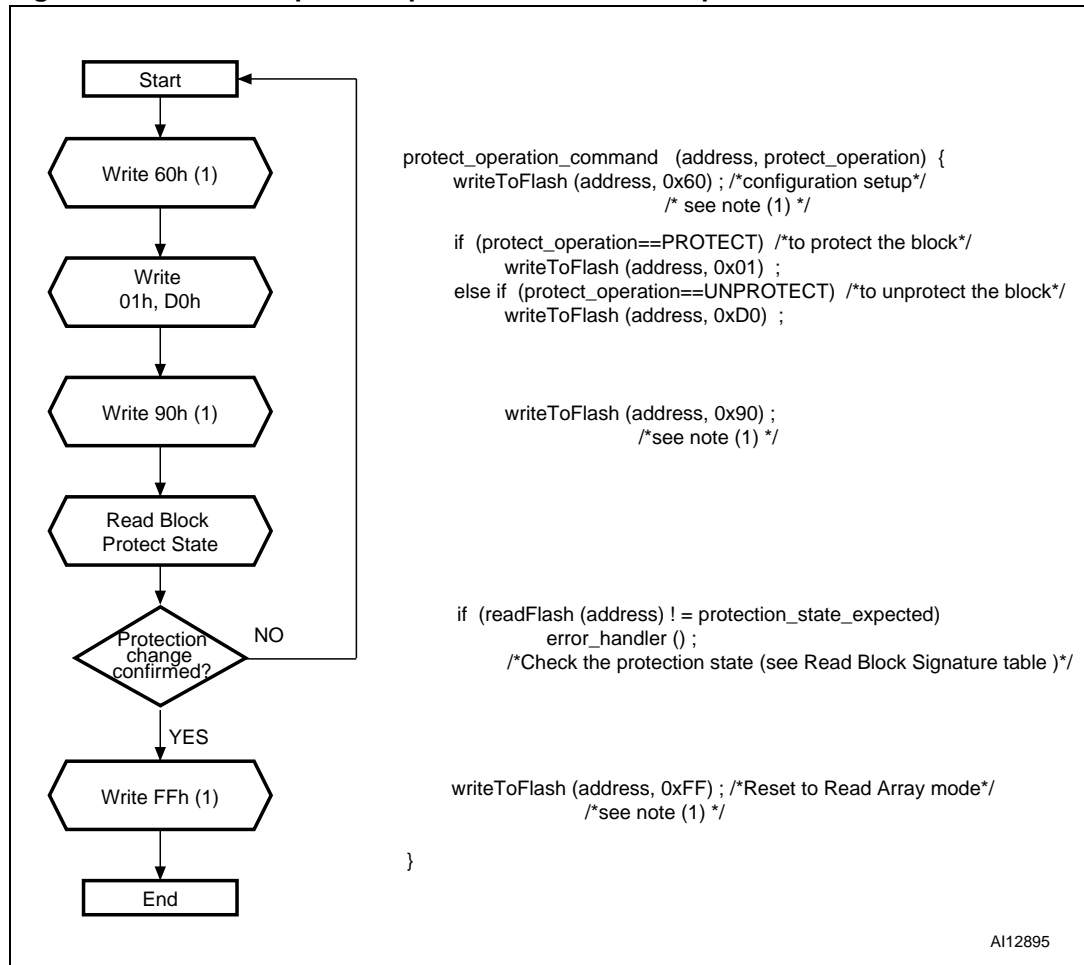 Start
Write 60h (1)
protect_operation_command (address, protect_operation) {
writeToFlash (address, 0x60) ; /*configuration setup*/
/* see note (1) */
if (protect_operation==PROTECT) /*to protect the block*/
writeToFlash (address, 0x01) ;
else if (protect_operation==UNPROTECT) /*to unprotect the block*/
writeToFlash (address, 0xD0) ;
Write
01h, D0h
Write 90h (1)
writeToFlash (address, 0x90) ;
/*see note (1) */
Read Block
Protect State
Protection
change
confirmed?
NO
if (readFlash (address) ! = protection_state_expected)
error_handler () ;
/*Check the protection state (see Read Block Signature table )*/
YES
Write FFh (1)
writeToFlash (address, 0xFF) ; /*Reset to Read Array mode*/
/*see note (1) */
}
End
AI12895